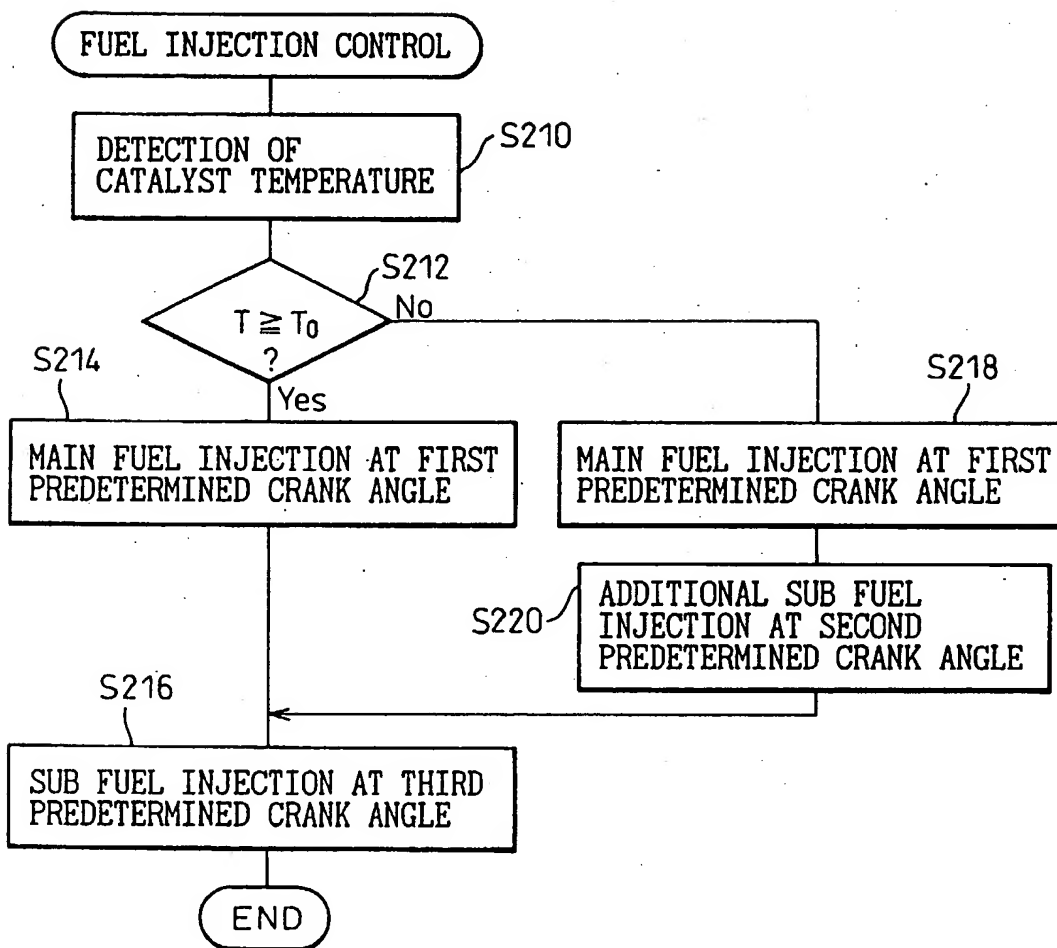 FUEL INJECTION CONTROL
DETECTION OF
CATALYST TEMPERATURE
S210
S212
T ≧ T0
?
No
Yes
S214
MAIN FUEL INJECTION AT FIRST
PREDETERMINED CRANK ANGLE
S218
MAIN FUEL INJECTION AT FIRST
PREDETERMINED CRANK ANGLE
S220
ADDITIONAL SUB FUEL
INJECTION AT SECOND
PREDETERMINED CRANK ANGLE
S216
SUB FUEL INJECTION AT THIRD
PREDETERMINED CRANK ANGLE
END